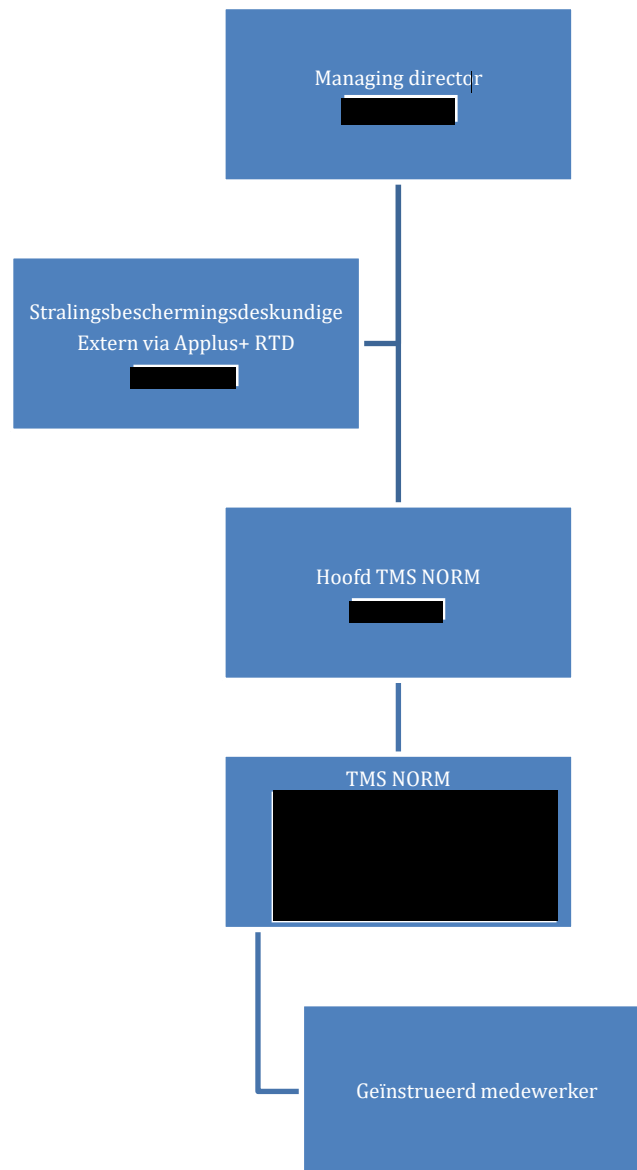 Managing director
Stralingsbeschermingsdeskundige
Extern via Applus+ RTD
Hoofd TMS NORM
TMS NORM
Geïnstrueerd medewerker